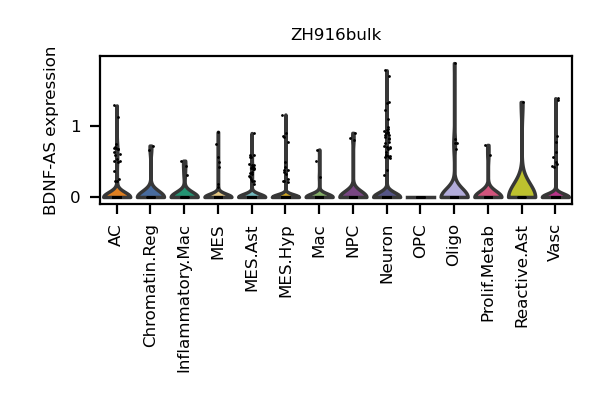 ZH916bulk
BDNF-AS expression
1
0
AC
Chromatin.Reg
Inflammatory.Mac
MES
MES.Ast
MES.Hyp
Mac
NPC
Neuron
OPC
Oligo
Prolif.Metab
Reactive.Ast
Vasc